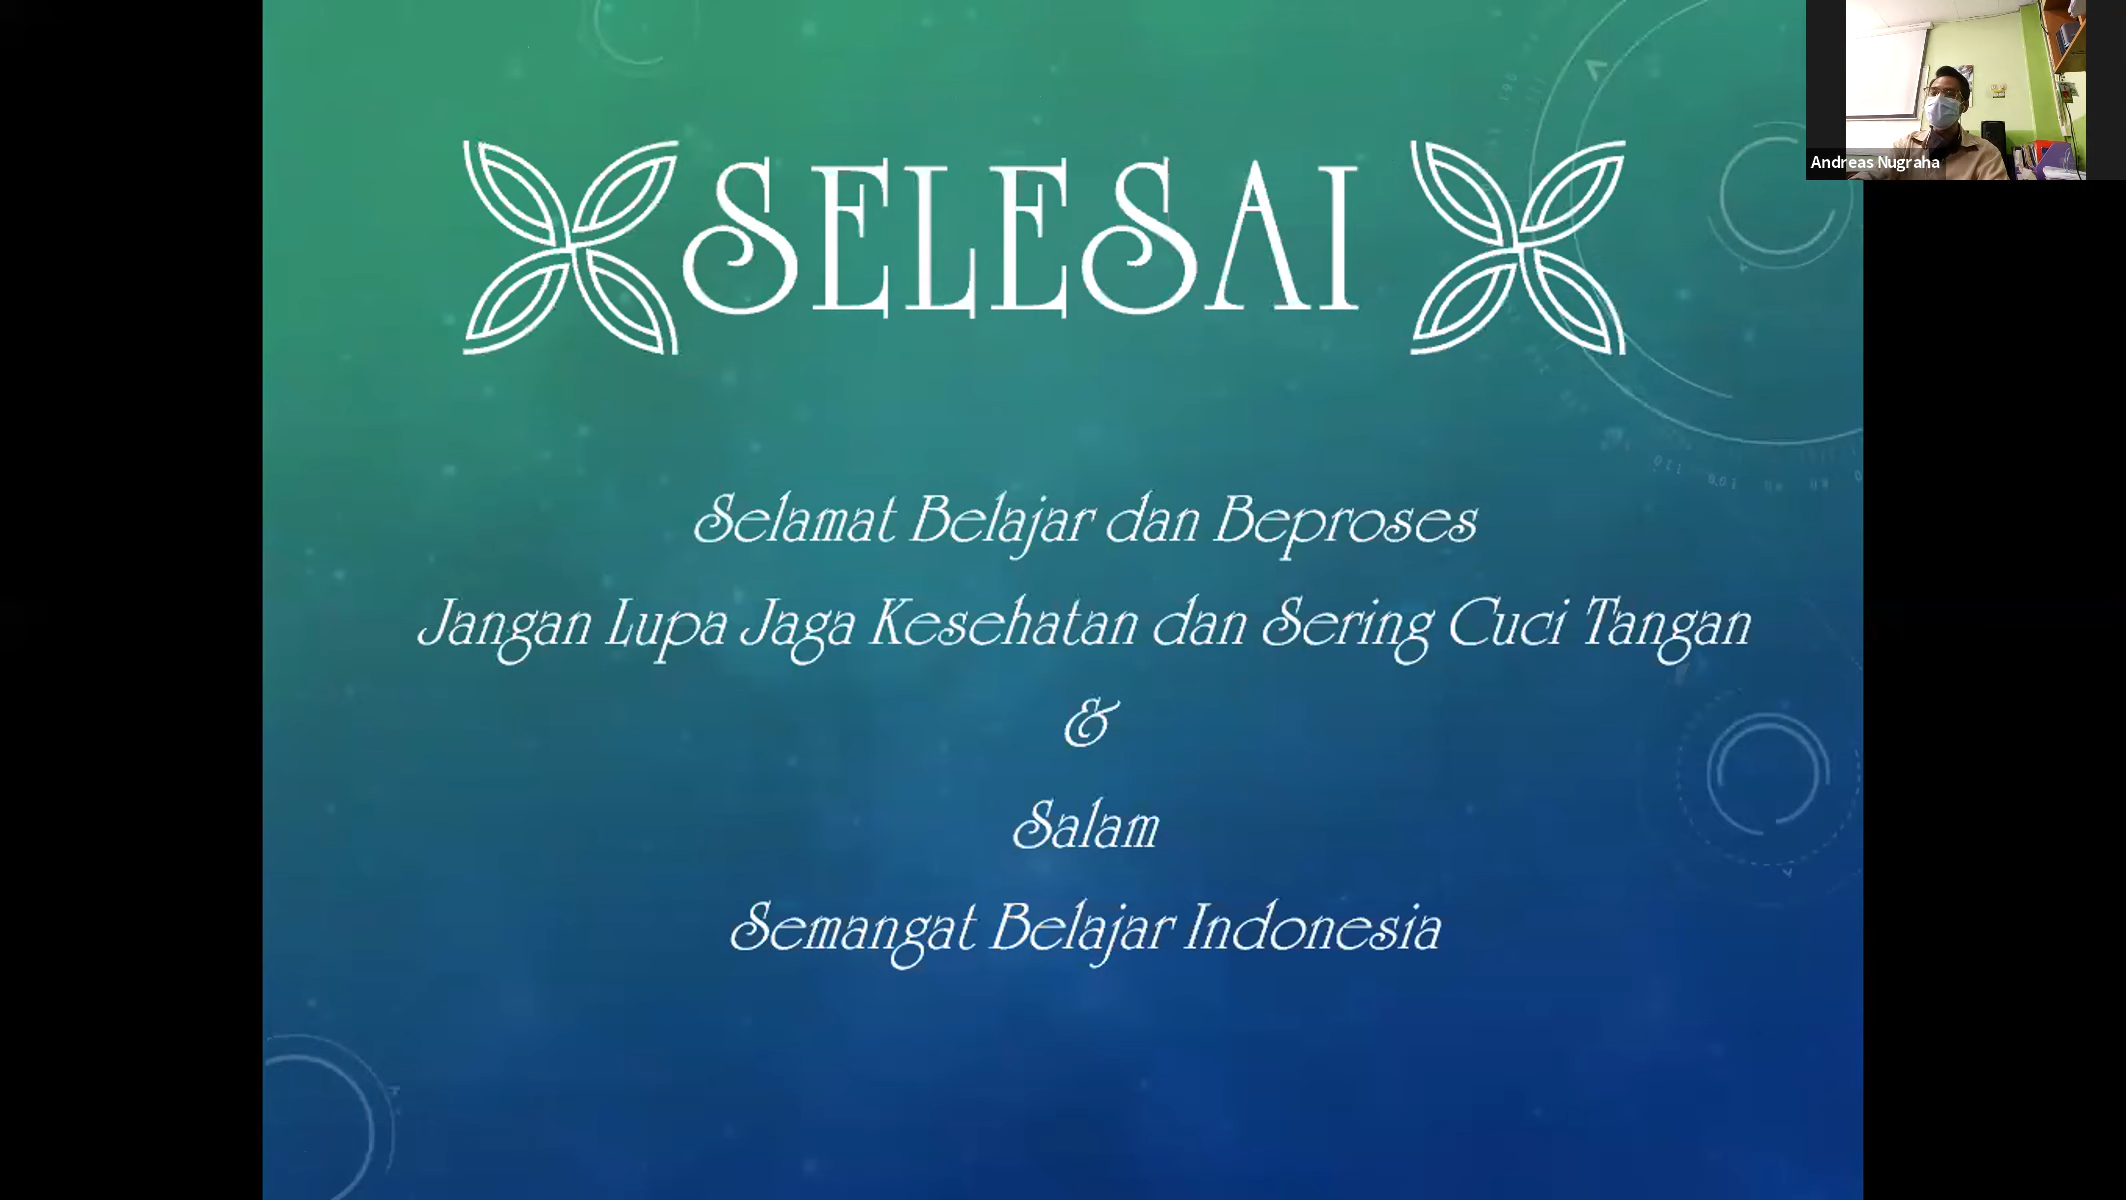 SELESAI
Selamat Belajar dan Beproses
Jangan Lupa Jaga Kesehatan dan Sering Cuci Tangan
&
Salam
Semangat Belajar Indonesia
Andreas Nugraha